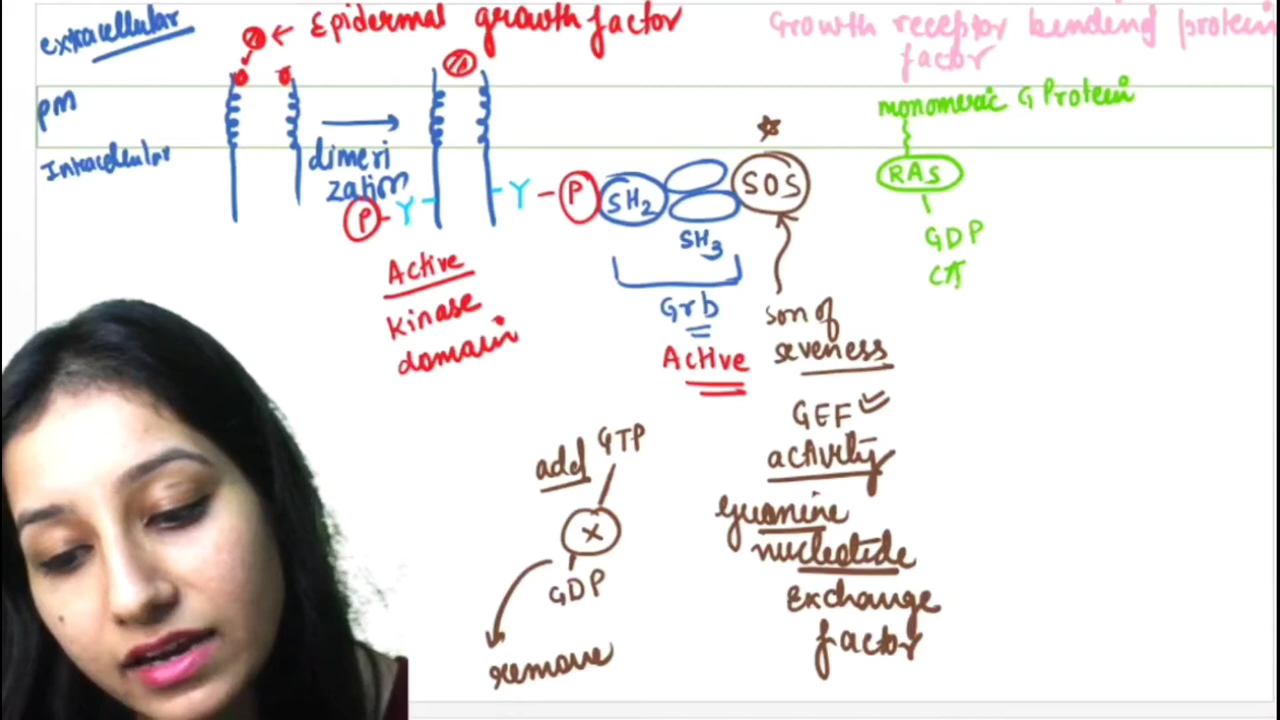 extracellular
Epidermal growth factor
Growth receptor bending protein
factor
PM
monomeric G Protein
Intracellular
dimeri
zation
P Y
Y P SH2 SOS
SH3
RAS
GDP
Active
kinase
domain
Grb
Active
son of
seveness
GEF
activity
guanine
nucleotide
Exchange
factor
add GTP
X
GDP
remove